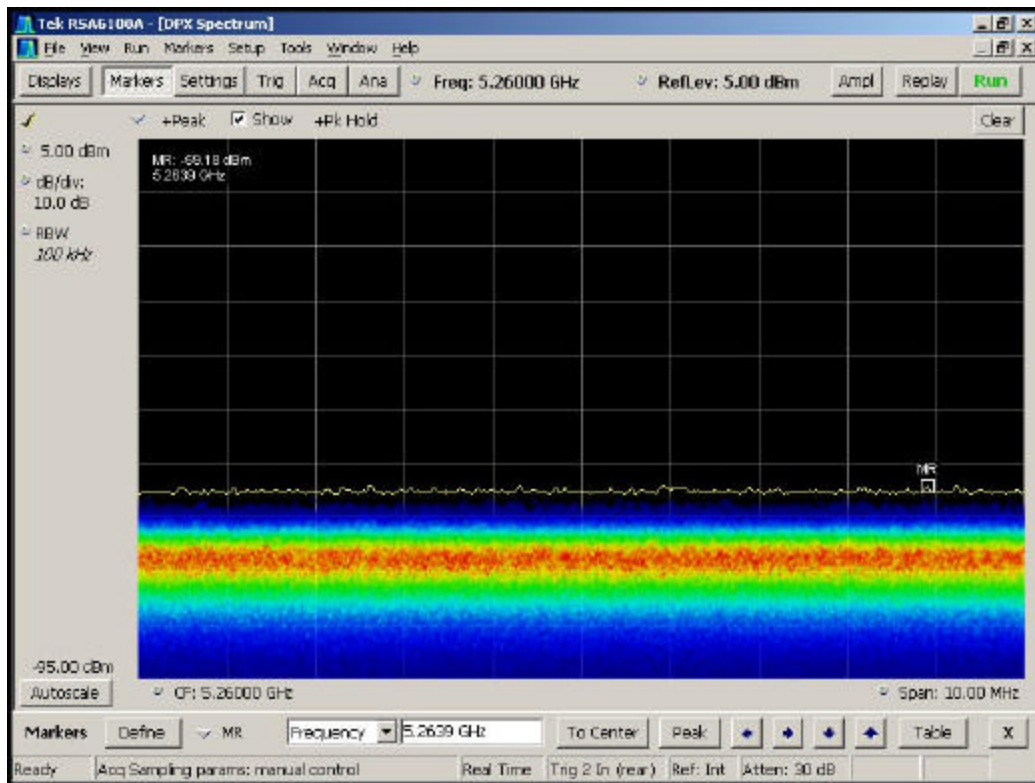 Tek RSA6100A - [DPX Spectrum]
File View Run Markers Setup Tools Window Help
Displays Markers Settings Trig Acq Ana Freq: 5.26000 GHz RefLev: 5.00 dBm Ampl Replay Run
+Peak Show +Pk Hold Clear
5.00 dBm
dB/div:
10.0 dB
RBW
100 kHz
MR: -69.18 dBm
5.2639 GHz
MR
-95.00 dBm
Autoscale CF: 5.26000 GHz Span: 10.00 MHz
Markers Define MR Frequency 5.2639 GHz To Center Peak Table X
Ready Acq Sampling params: manual control Real Time Trig 2 In (rear) Ref: Int Atten: 30 dB